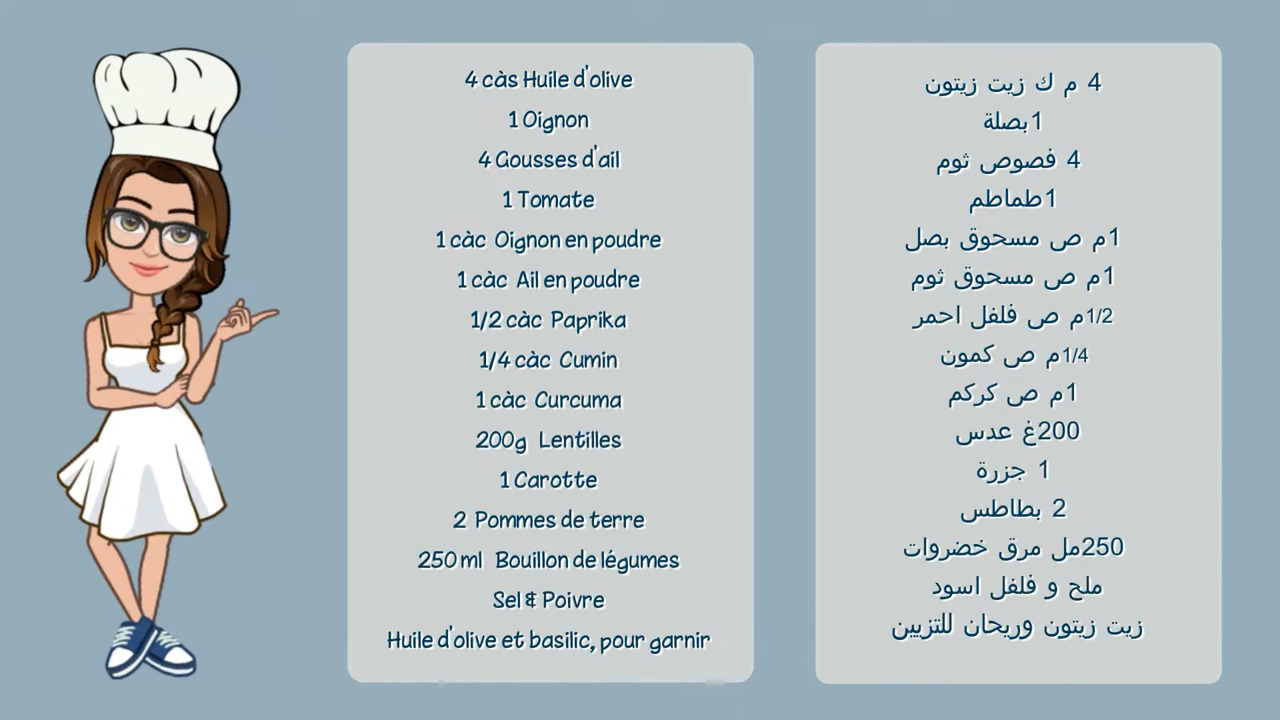 4 càs Huile d'olive
1 Oignon
4 Gousses d'ail
1 Tomate
1 càc Oignon en poudre
1 càc Ail en poudre
1/2 càc Paprika
1/4 càc Cumin
1 càc Curcuma
200g Lentilles
1 Carotte
2 Pommes de terre
250 ml Bouillon de légumes
Sel & Poivre
Huile d'olive et basilic, pour garnir
4 م ك زيت زيتون
1بصلة
4 فصوص ثوم
1طماطم
1م ص مسحوق بصل
1م ص مسحوق ثوم
1/2م ص فلفل احمر
1/4م ص كمون
1م ص كركم
200غ عدس
1 جزرة
2 بطاطس
250مل مرق خضروات
ملح و فلفل اسود
زيت زيتون وريحان للتزيين